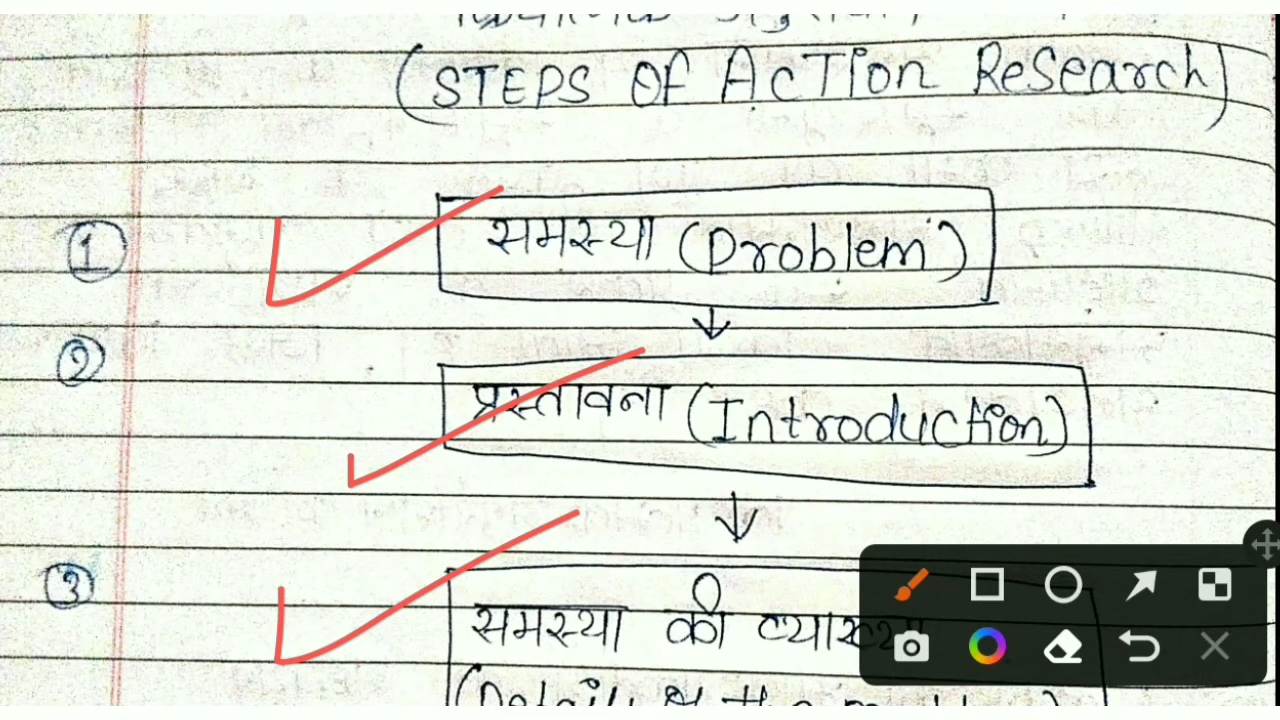 (STEPS OF ACTION Research)
1
समस्या (Problem)
2
प्रस्तावना (Introduction)
3
समस्या की व्याख्या